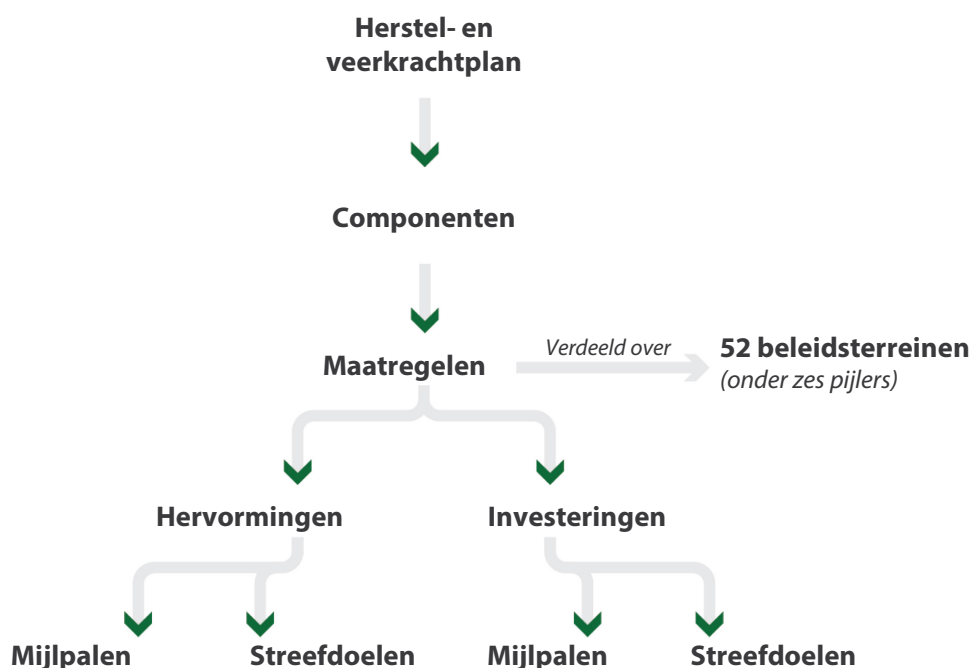 Herstel- en
veerkrachtplan
Componenten
Maatregelen
Verdeeld over
52 beleidsterreinen
(onder zes pijlers)
Hervormingen
Investeringen
Mijlpalen
Streefdoelen
Mijlpalen
Streefdoelen